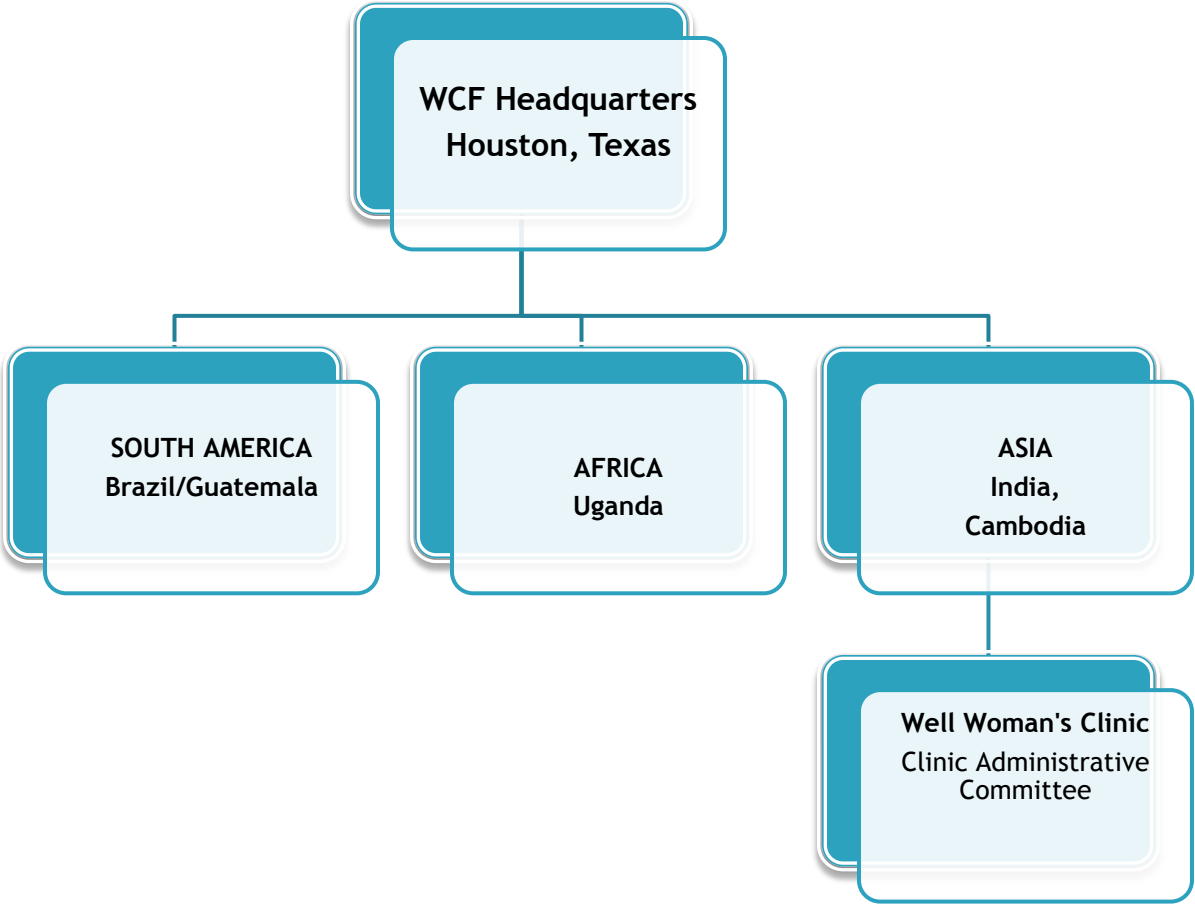 WCF Headquarters
Houston, Texas
SOUTH AMERICA
Brazil/Guatemala
AFRICA
Uganda
ASIA
India,
Cambodia
Well Woman's Clinic
Clinic Administrative
Committee